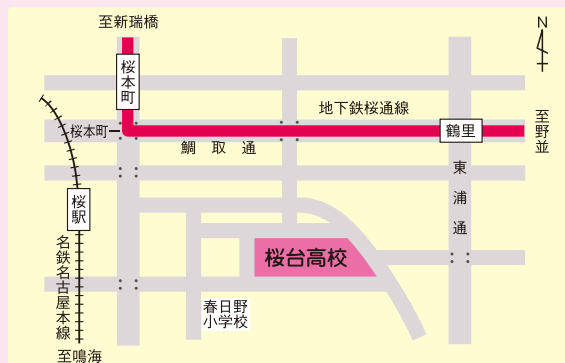 至新瑞橋
N
桜本町
地下鉄桜通線
至野並
桜本町
鶴里
鯛取通
東浦通
桜駅
名鉄名古屋本線
桜台高校
春日野
小学校
至鳴海